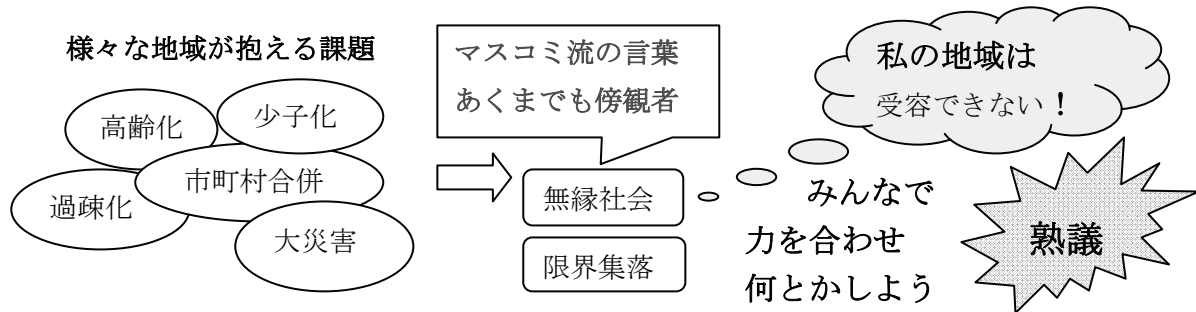 様々な地域が抱える課題
高齢化
少子化
市町村合併
過疎化
大災害
マスコミ流の言葉
あくまでも傍観者
無縁社会
限界集落
私の地域は
受容できない！
みんなで
力を合わせ
何とかしよう
熟議